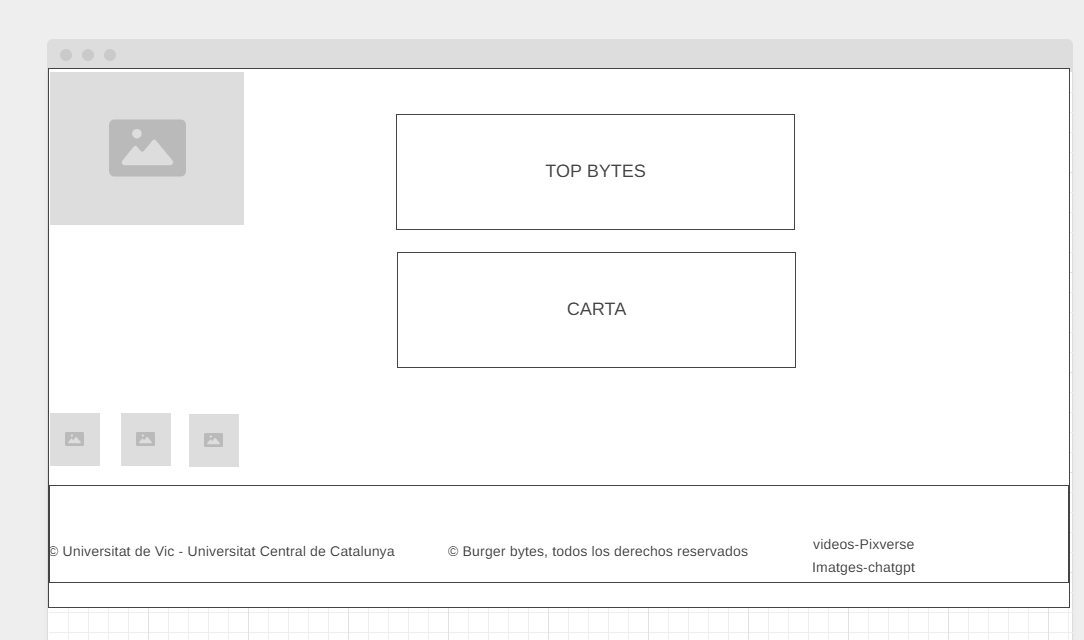 TOP BYTES
CARTA
© Universitat de Vic - Universitat Central de Catalunya
© Burger bytes, todos los derechos reservados
videos-Pixverse
Imatges-chatgpt